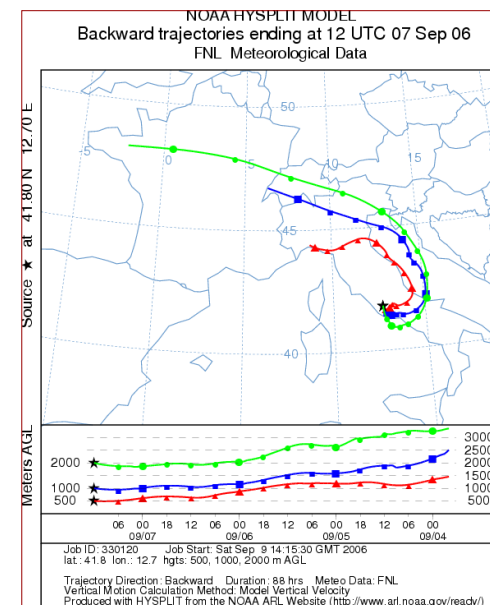 NOAA HYSPLIT MODEL
Backward trajectories ending at 12 UTC 07 Sep 06
FNL Meteorological Data
Source ★ at 41.80 N 12.70 E
50
5
0
15
5
10
15
45
40
Meters AGL
2000
1000
500
3000
2500
2000
1500
1000
500
06 00 18 12 06 00 18 12 06 00 18 12 06 00
09/07 09/06 09/05 09/04
Job ID: 330120 Job Start: Sat Sep 9 14:15:30 GMT 2006
lat.: 41.8 lon.: 12.7 hgts: 500, 1000, 2000 m AGL
Trajectory Direction: Backward Duration: 88 hrs Meteo Data: FNL
Vertical Motion Calculation Method: Model Vertical Velocity
Produced with HYSPLIT from the NOAA ARL Website (http://www.arl.noaa.gov/ready/)